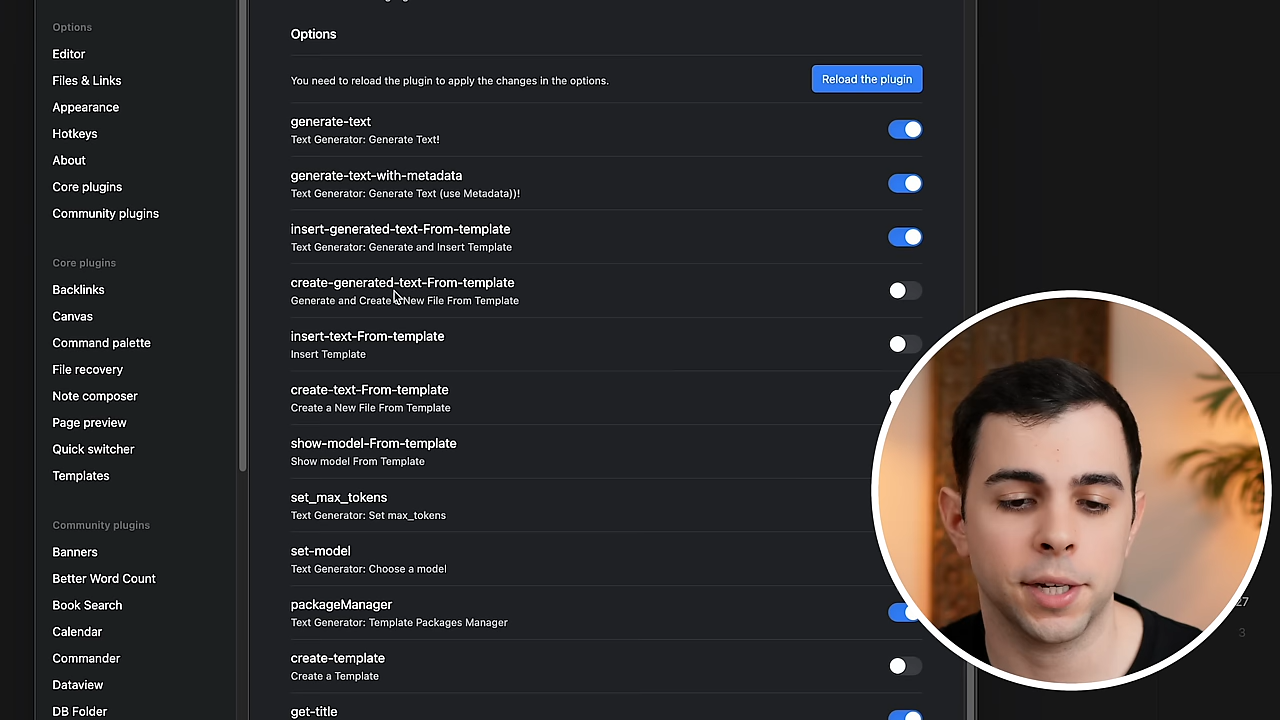 Options
Editor
Files & Links
Appearance
Hotkeys
About
Core plugins
Community plugins
Core plugins
Backlinks
Canvas
Command palette
File recovery
Note composer
Page preview
Quick switcher
Templates
Community plugins
Banners
Better Word Count
Book Search
Calendar
Commander
Dataview
DB Folder
Options
You need to reload the plugin to apply the changes in the options.
Reload the plugin
generate-text
Text Generator: Generate Text!
generate-text-with-metadata
Text Generator: Generate Text (use Metadata))!
insert-generated-text-From-template
Text Generator: Generate and Insert Template
create-generated-text-From-template
Generate and Create New File From Template
insert-text-From-template
Insert Template
create-text-From-template
Create a New File From Template
show-model-From-template
Show model From Template
set_max_tokens
Text Generator: Set max_tokens
set-model
Text Generator: Choose a model
packageManager
Text Generator: Template Packages Manager
create-template
Create a Template
get-title
27
3